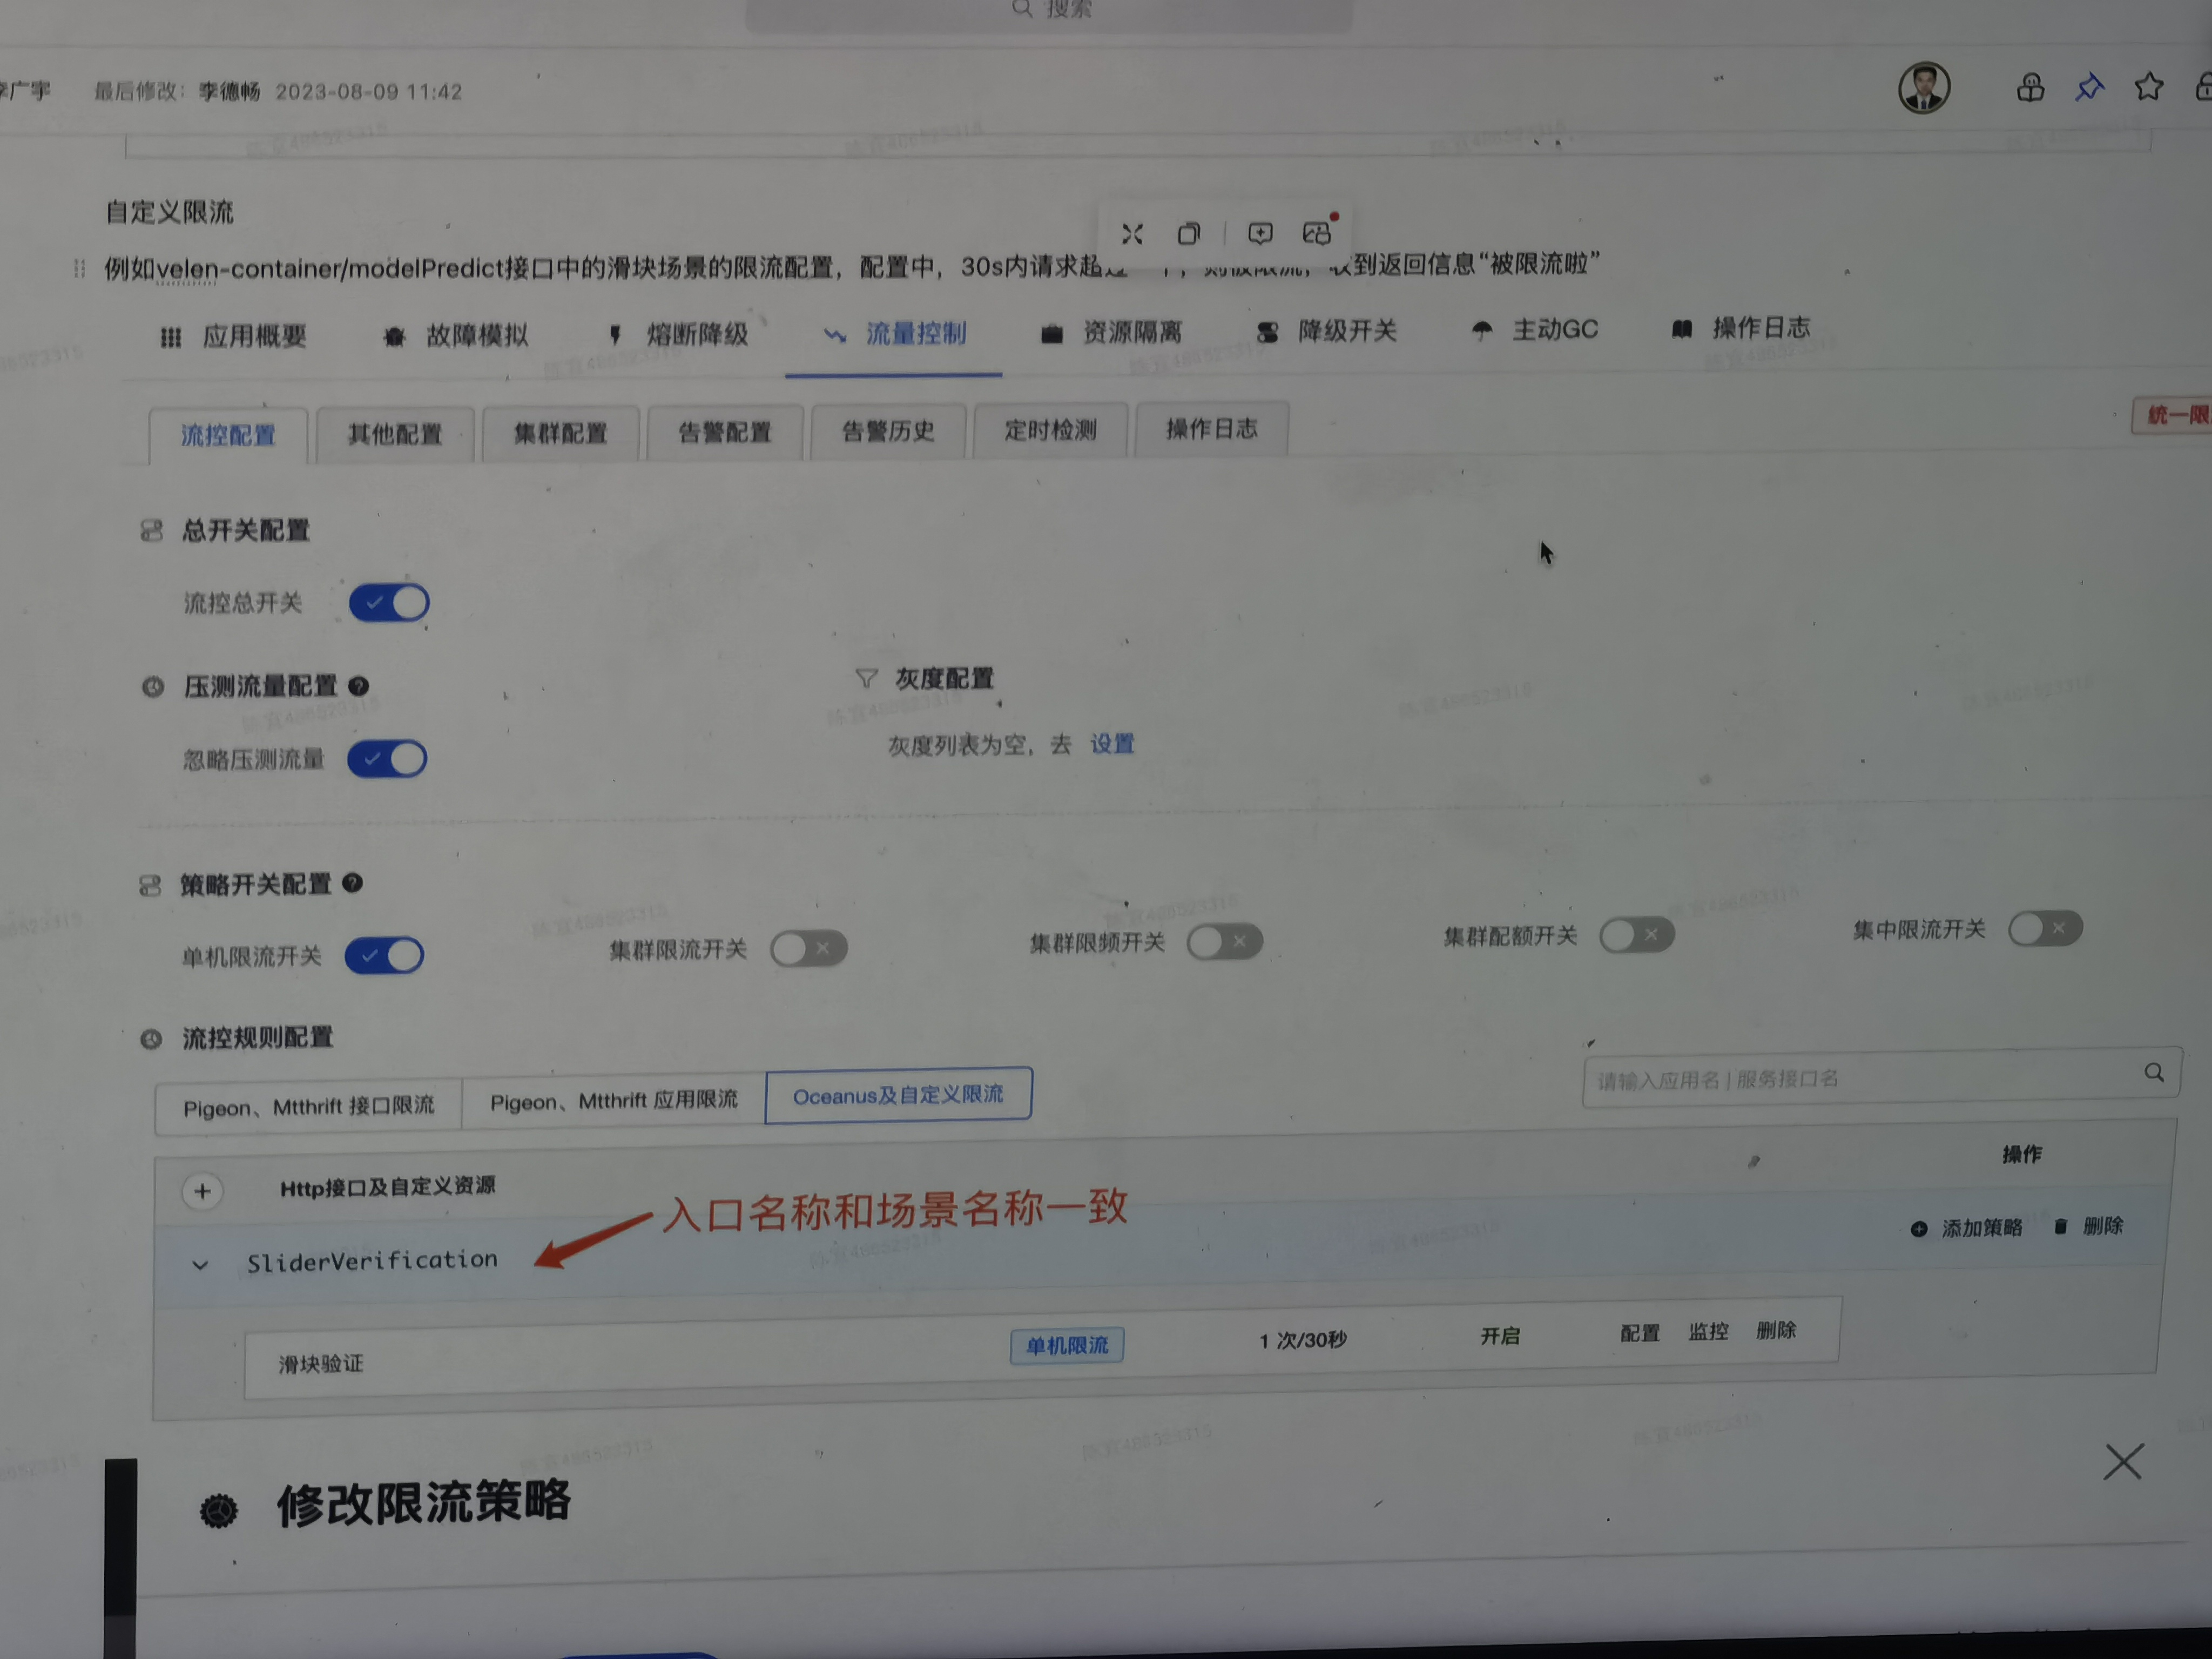 搜索
李广宇 最后修改：李德畅 2023-08-09 11:42
自定义限流
例如velen-container/modelPredict接口中的滑块场景的限流配置，配置中，30s内请求超 到返回信息“被限流啦”
应用概要 故障模拟 熔断降级 流量控制 资源隔离 降级开关 主动GC 操作日志
流控配置 其他配置 集群配置 告警配置 告警历史 定时检测 操作日志 统一限
总开关配置
流控总开关
压测流量配置 灰度配置
忽略压测流量 灰度列表为空，去 设置
策略开关配置
单机限流开关 集群限流开关 集群限频开关 集群配额开关 集中限流开关
流控规则配置
Pigeon、Mtthrift 接口限流 Pigeon、Mtthrift 应用限流 Oceanus及自定义限流 请输入应用名 | 服务接口名
Http接口及自定义资源 操作
入口名称和场景名称一致
SliderVerification 添加策略 删除
滑块验证 单机限流 1 次/30秒 开启 配置 监控 删除
修改限流策略